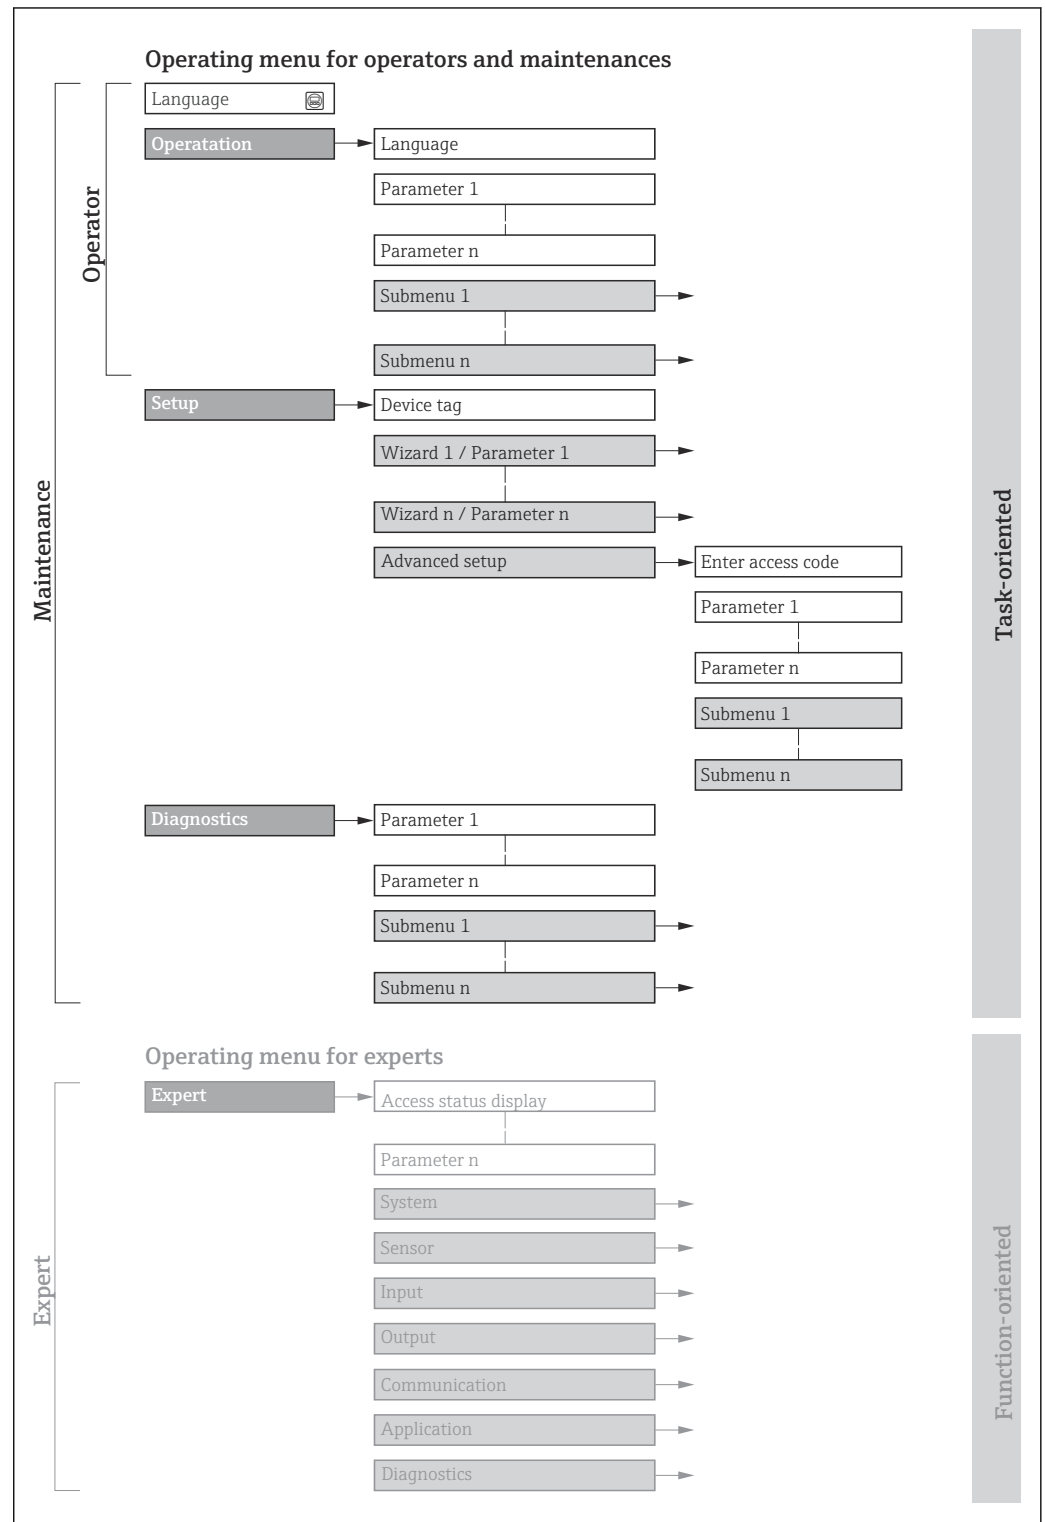 Operating menu for operators and maintenances
Language
Operatation
Language
Parameter 1
Parameter n
Submenu 1
Submenu n
Operator
Setup
Device tag
Wizard 1 / Parameter 1
Wizard n / Parameter n
Advanced setup
Enter access code
Parameter 1
Parameter n
Submenu 1
Submenu n
Maintenance
Task-oriented
Diagnostics
Parameter 1
Parameter n
Submenu 1
Submenu n
Operating menu for experts
Expert
Access status display
Parameter n
System
Sensor
Input
Output
Communication
Application
Diagnostics
Expert
Function-oriented